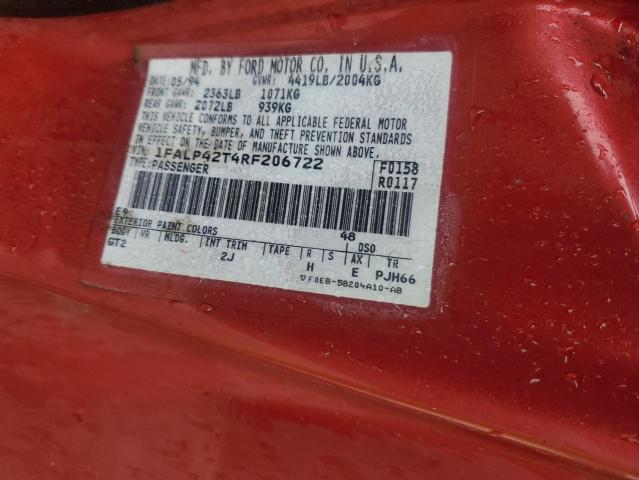 MFD. BY FORD MOTOR CO. IN U.S.A.
DATE: 05/94 GVWR: 4419LB/2004KG
FRONT GAWR: 2363LB 1071KG
REAR GAWR: 2072LB 939KG
THIS VEHICLE CONFORMS TO ALL APPLICABLE FEDERAL MOTOR
VEHICLE SAFETY, BUMPER, AND THEFT PREVENTION STANDARDS
IN EFFECT ON THE DATE OF MANUFACTURE SHOWN ABOVE.
VIN: 1FALP42T4RF206722
TYPE: PASSENGER
F0158
R0117
E9
EXTERIOR PAINT COLORS 48 DSO
BODY VR MLDG. INT TRIM TAPE R S AX TR
GT2 2J H E PJH66
▽F0EB-58204A10-AB